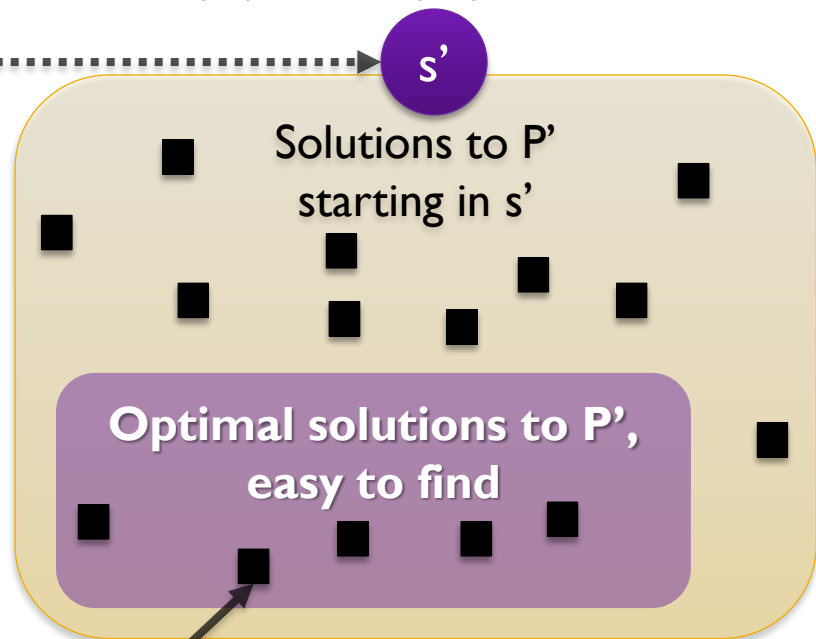 s’
Solutions to P’
starting in s’
Optimal solutions to P’,
easy to find